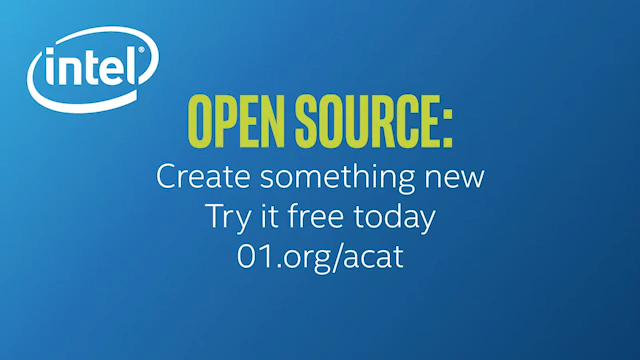 intel®
OPEN SOURCE:
Create something new
Try it free today
01.org/acat